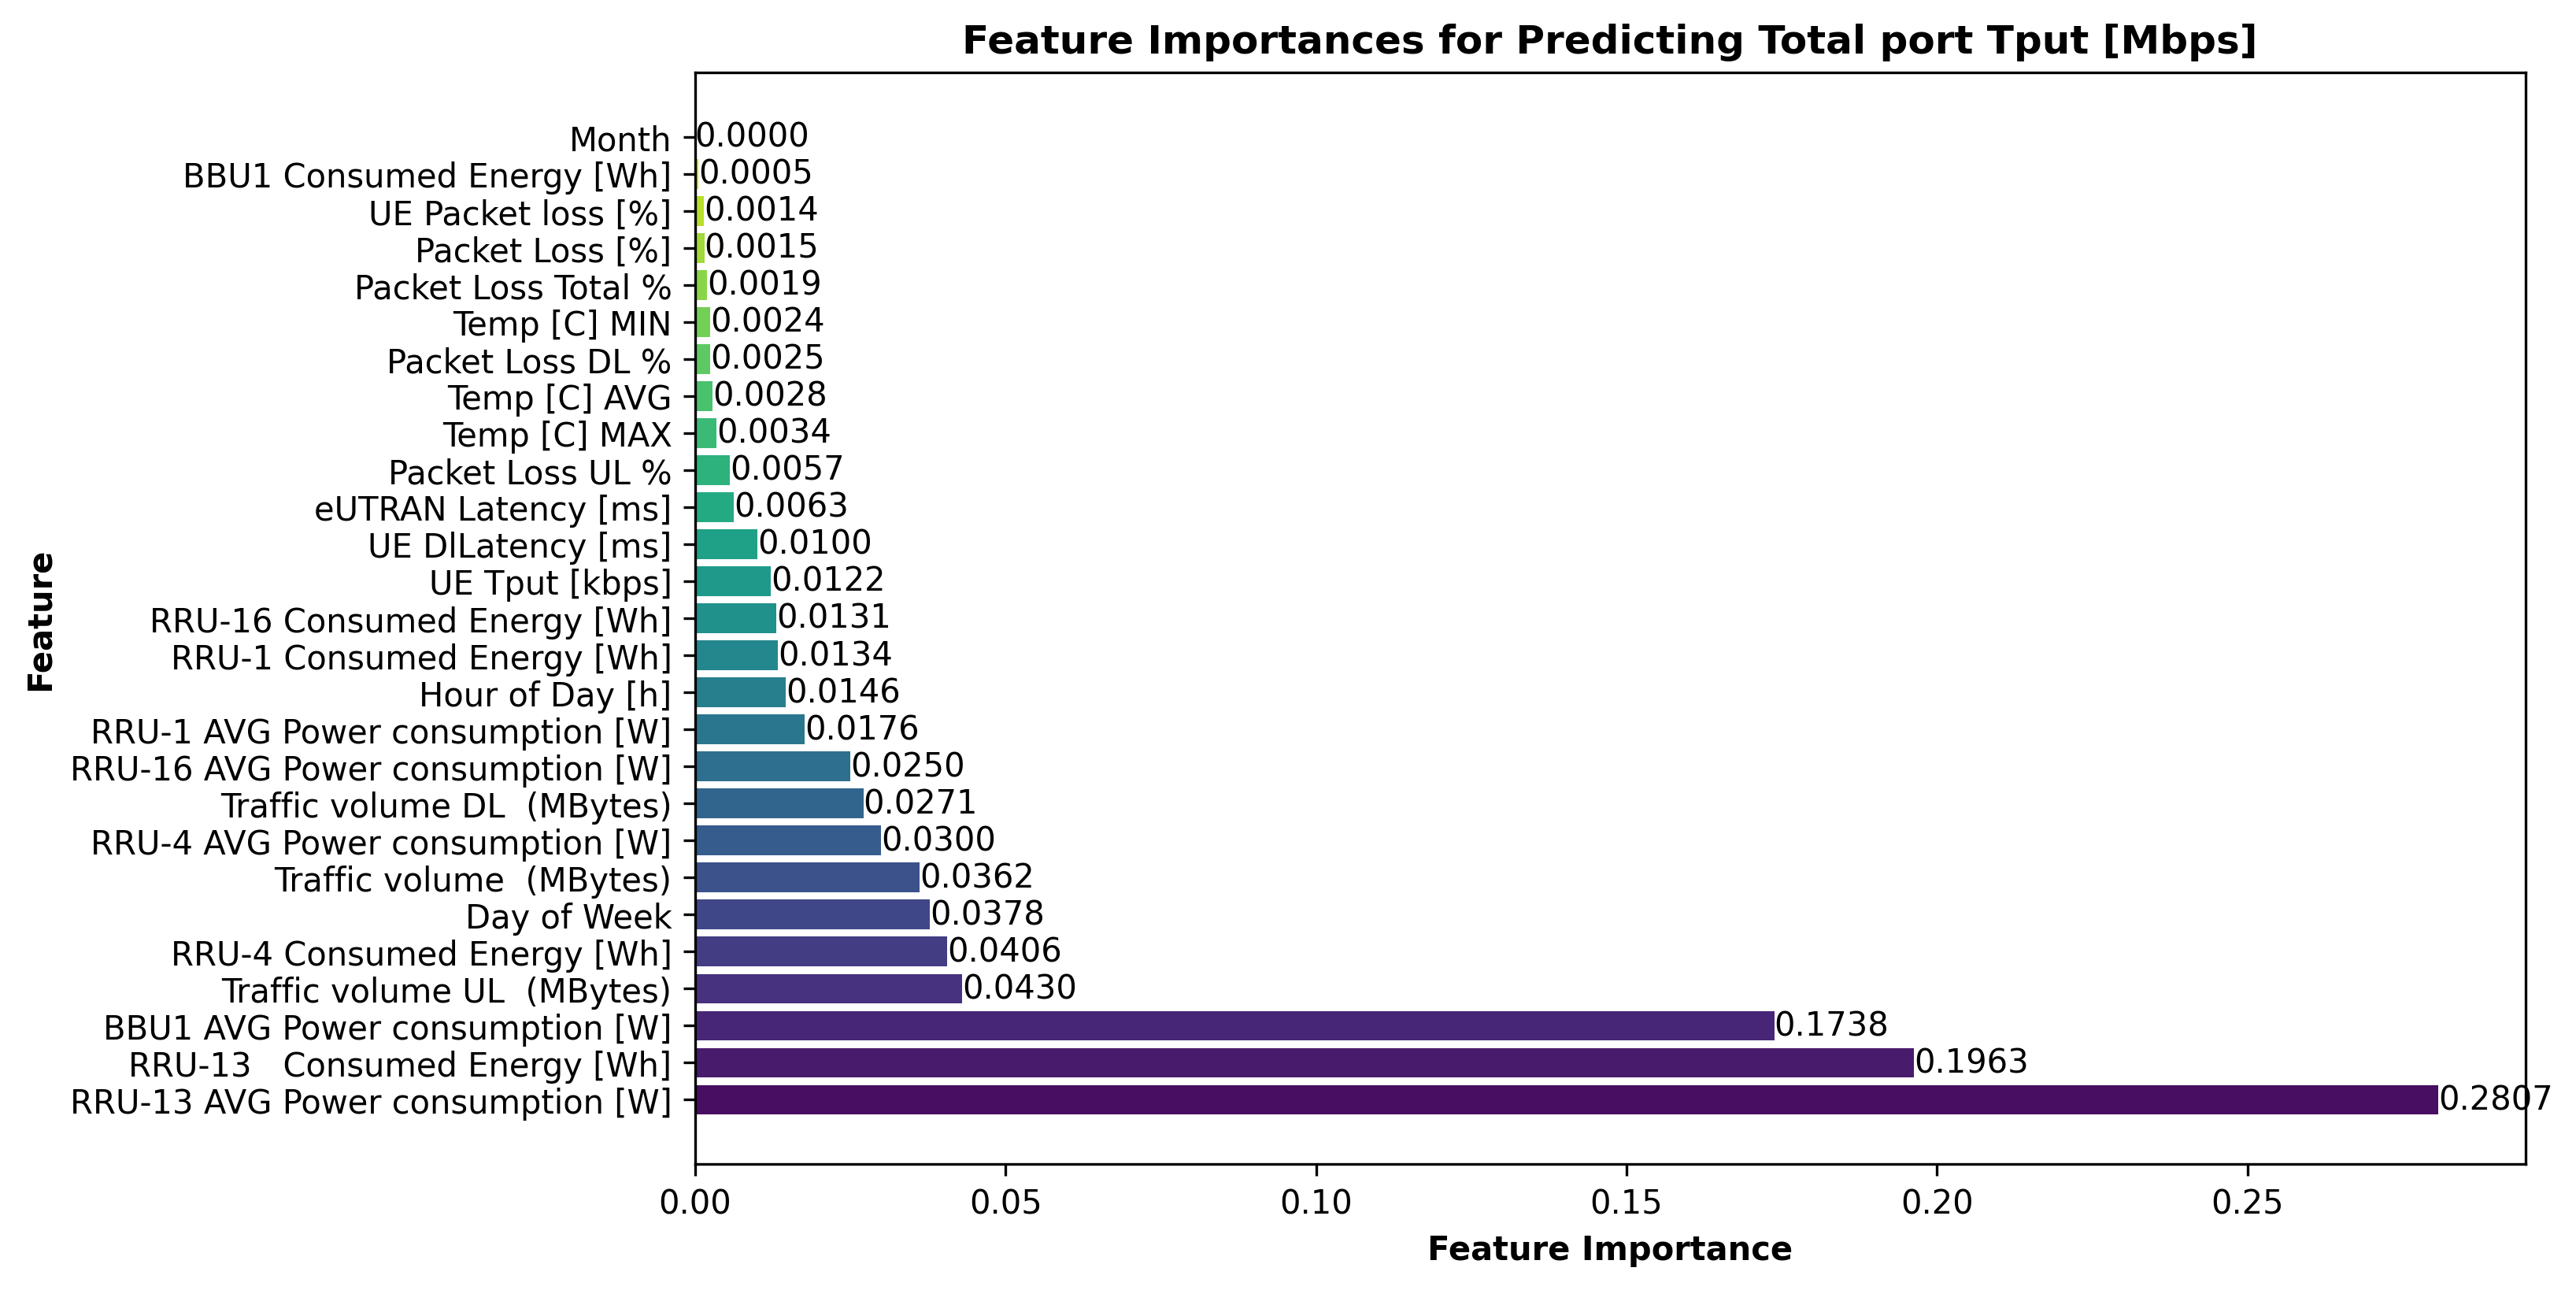 Feature Importances for Predicting Total port Tput [Mbps]
Month 0.0000
BBU1 Consumed Energy [Wh] 0.0005
UE Packet loss [%] 0.0014
Packet Loss [%] 0.0015
Packet Loss Total % 0.0019
Temp [C] MIN 0.0024
Packet Loss DL % 0.0025
Temp [C] AVG 0.0028
Temp [C] MAX 0.0034
Packet Loss UL % 0.0057
eUTRAN Latency [ms] 0.0063
UE DlLatency [ms] 0.0100
UE Tput [kbps] 0.0122
RRU-16 Consumed Energy [Wh] 0.0131
RRU-1 Consumed Energy [Wh] 0.0134
Hour of Day [h] 0.0146
RRU-1 AVG Power consumption [W] 0.0176
RRU-16 AVG Power consumption [W] 0.0250
Traffic volume DL  (MBytes) 0.0271
RRU-4 AVG Power consumption [W] 0.0300
Traffic volume  (MBytes) 0.0362
Day of Week 0.0378
RRU-4 Consumed Energy [Wh] 0.0406
Traffic volume UL  (MBytes) 0.0430
BBU1 AVG Power consumption [W] 0.1738
RRU-13   Consumed Energy [Wh] 0.1963
RRU-13 AVG Power consumption [W] 0.2807
Feature
0.00 0.05 0.10 0.15 0.20 0.25
Feature Importance